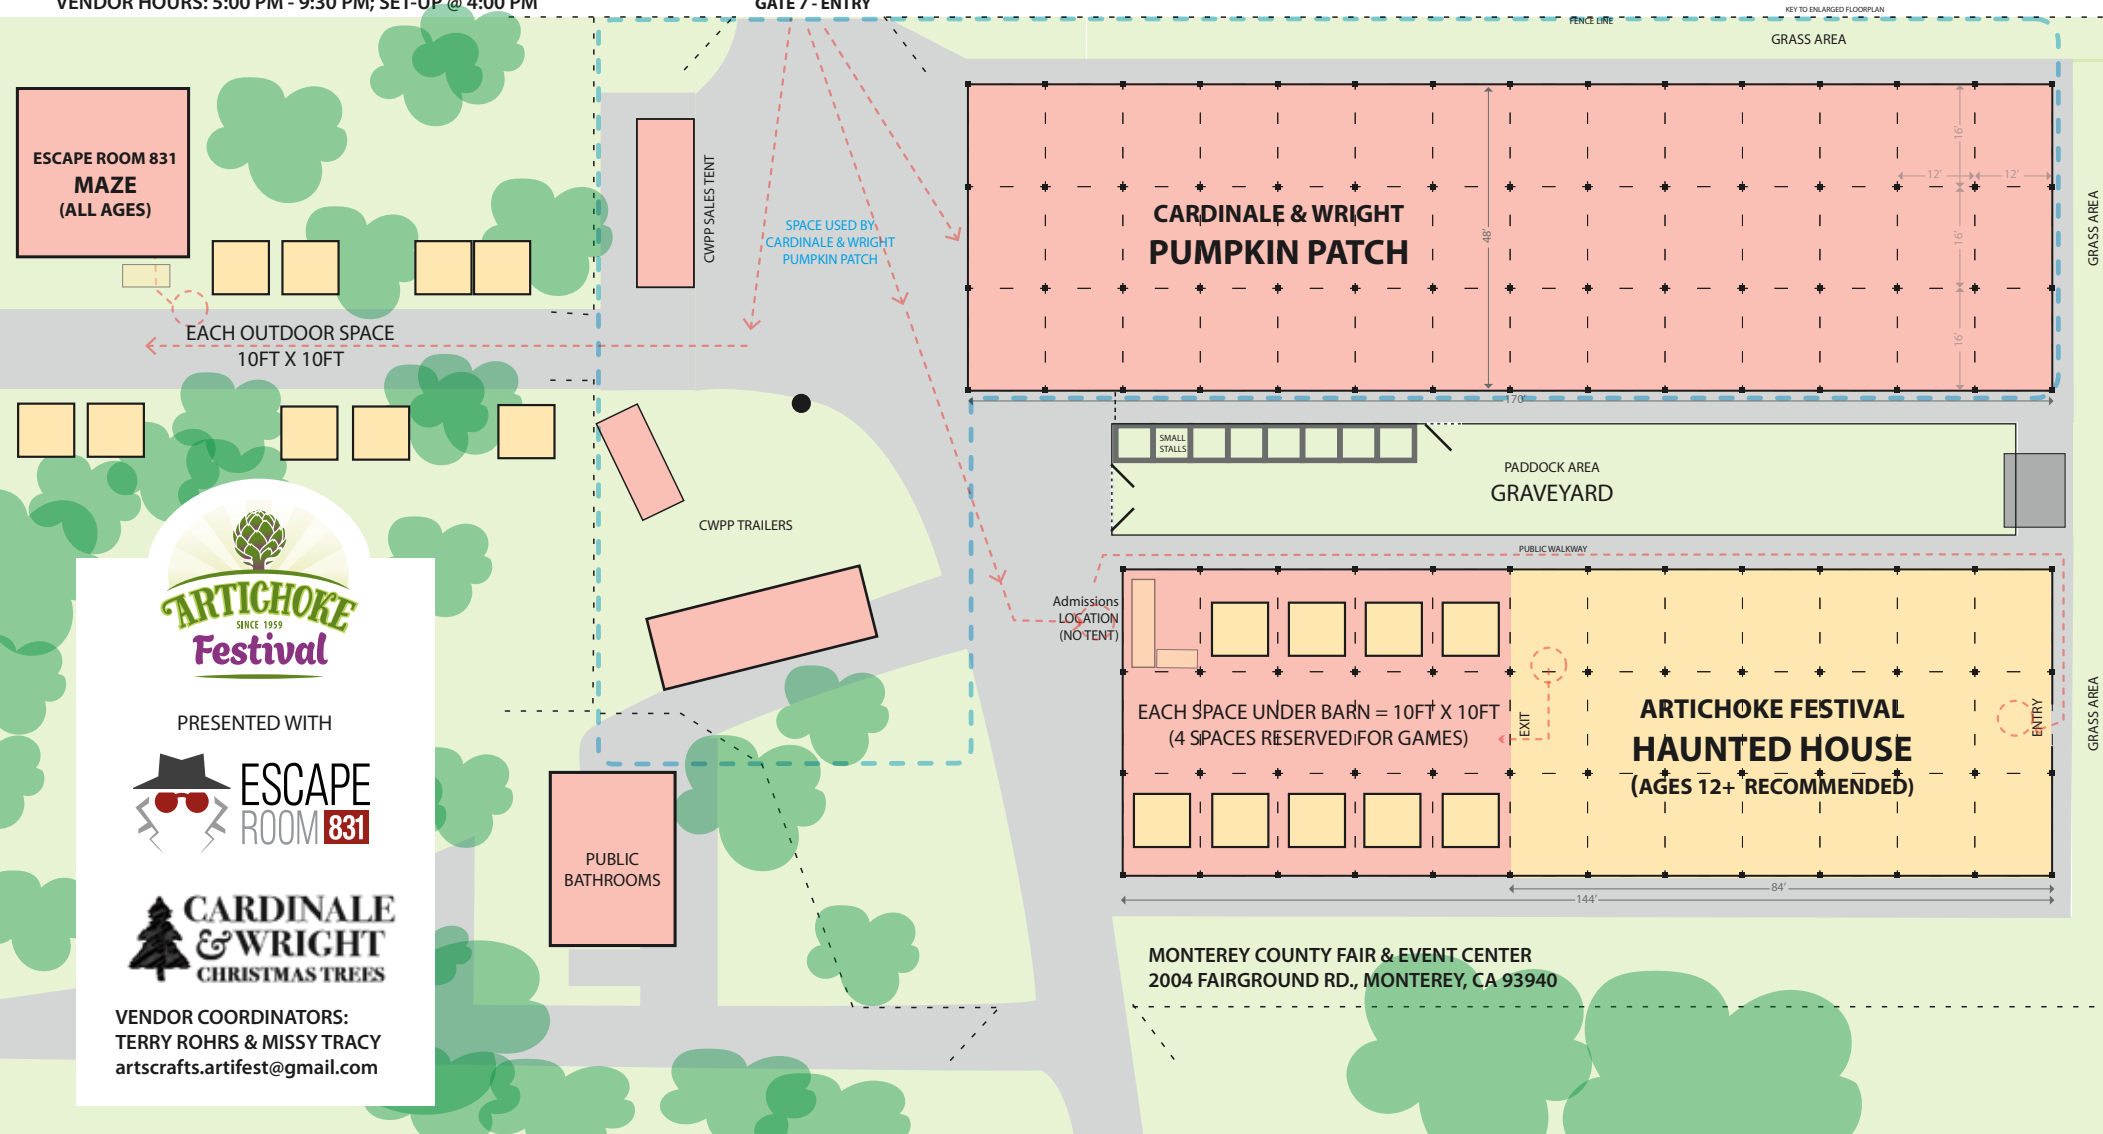 VENDOR HOURS: 5:00 PM - 9:30 PM; SET-UP @ 4:00 PM
GATE 7 - ENTRY
KEY TO ENLARGED FLOORPLAN
FENCE LINE
GRASS AREA
ESCAPE ROOM 831
MAZE
(ALL AGES)
CWPP SALES TENT
SPACE USED BY
CARDINALE & WRIGHT
PUMPKIN PATCH
CARDINALE & WRIGHT
PUMPKIN PATCH
48'
16'
12'
12'
16'
16'
170'
GRASS AREA
EACH OUTDOOR SPACE
10FT X 10FT
SMALL
STALLS
PADDOCK AREA
GRAVEYARD
CWPP TRAILERS
PUBLIC WALKWAY
Admissions
LOCATION
(NO TENT)
EACH SPACE UNDER BARN = 10FT X 10FT
(4 SPACES RESERVED FOR GAMES)
EXIT
ARTICHOKE FESTIVAL
HAUNTED HOUSE
(AGES 12+ RECOMMENDED)
ENTRY
GRASS AREA
84'
144'
PUBLIC
BATHROOMS
MONTEREY COUNTY FAIR & EVENT CENTER
2004 FAIRGROUND RD., MONTEREY, CA 93940
ARTICHOKE
SINCE 1959
Festival
PRESENTED WITH
ESCAPE
ROOM 831
CARDINALE
& WRIGHT
CHRISTMAS TREES
VENDOR COORDINATORS:
TERRY ROHRS & MISSY TRACY
artscrafts.artifest@gmail.com